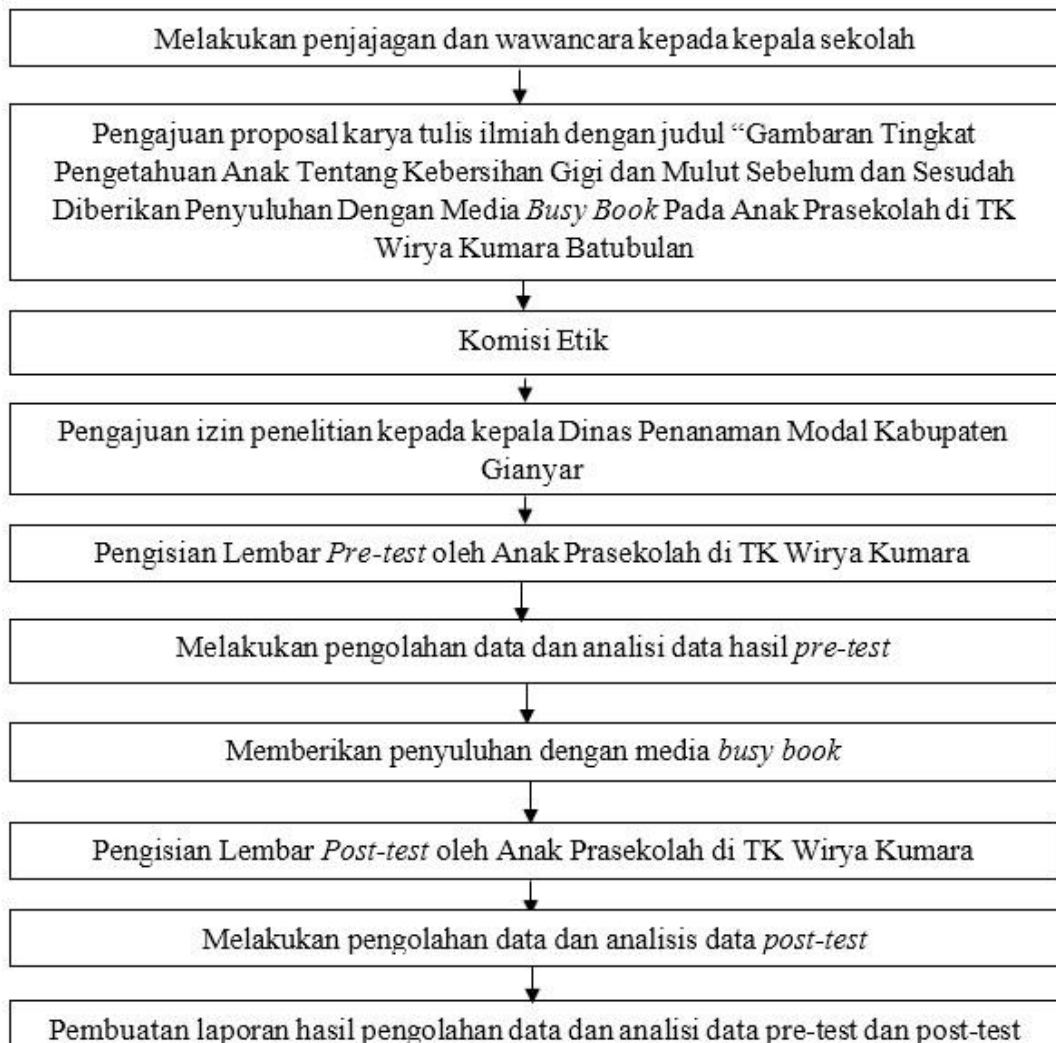 Melakukan penjajagan dan wawancara kepada kepala sekolah
Pengajuan proposal karya tulis ilmiah dengan judul “Gambaran Tingkat
Pengetahuan Anak Tentang Kebersihan Gigi dan Mulut Sebelum dan Sesudah
Diberikan Penyuluhan Dengan Media Busy Book Pada Anak Prasekolah di TK
Wirya Kumara Batubulan
Komisi Etik
Pengajuan izin penelitian kepada kepala Dinas Penanaman Modal Kabupaten
Gianyar
Pengisian Lembar Pre-test oleh Anak Prasekolah di TK Wirya Kumara
Melakukan pengolahan data dan analisi data hasil pre-test
Memberikan penyuluhan dengan media busy book
Pengisian Lembar Post-test oleh Anak Prasekolah di TK Wirya Kumara
Melakukan pengolahan data dan analisis data post-test
Pembuatan laporan hasil pengolahan data dan analisi data pre-test dan post-test